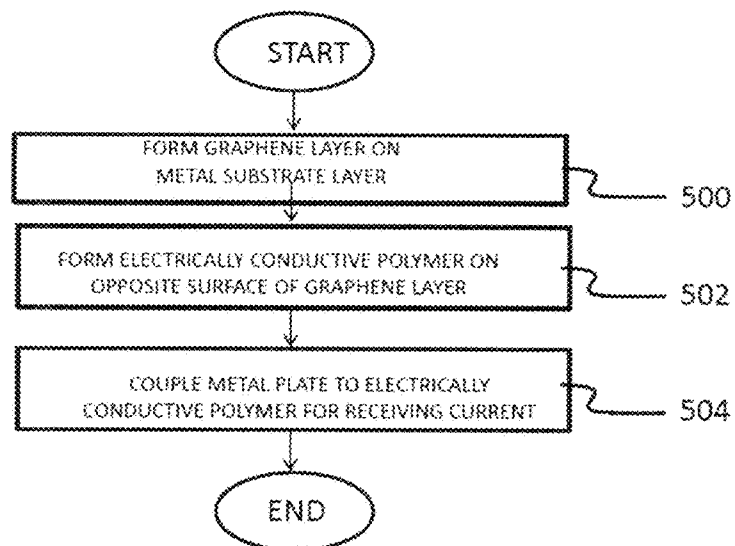 START
FORM GRAPHENE LAYER ON
METAL SUBSTRATE LAYER
500
FORM ELECTRICALLY CONDUCTIVE POLYMER ON
OPPOSITE SURFACE OF GRAPHENE LAYER
502
COUPLE METAL PLATE TO ELECTRICALLY
CONDUCTIVE POLYMER FOR RECEIVING CURRENT
504
END